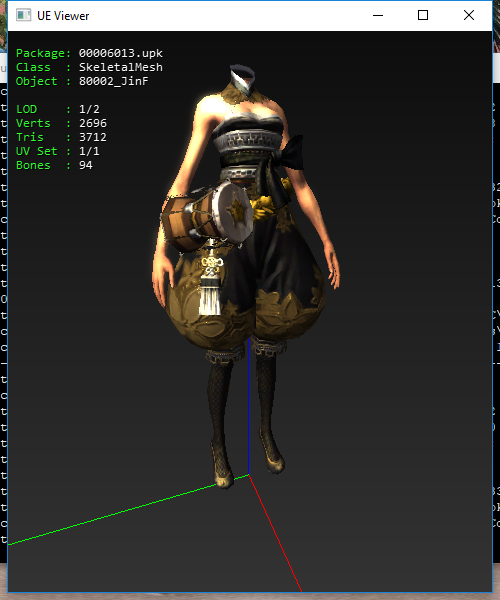 UE Viewer
Package: 00006013.upk
Class : SkeletalMesh
Object : 80002_JinF
LOD : 1/2
Verts : 2696
Tris : 3712
UV Set : 1/1
Bones : 94